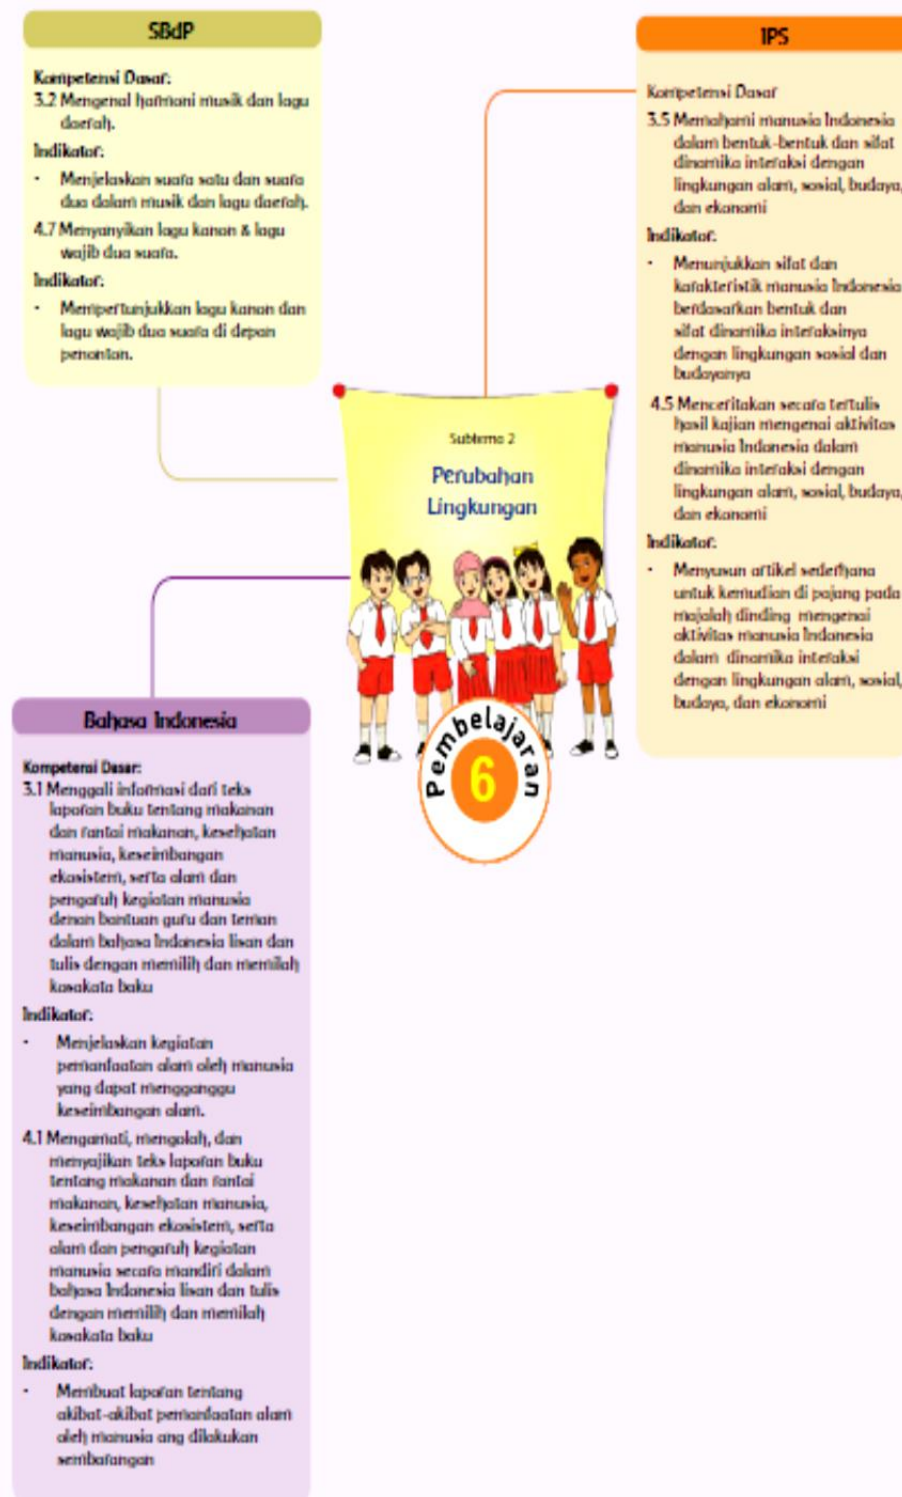 SBdP
Kompetensi Dasar:
3.2 Mengenal harmoni musik dan lagu
daerah.
Indikator:
• Menjelaskan suara satu dan suara
dua dalam musik dan lagu daerah.
4.7 Menyanyikan lagu kanon & lagu
wajib dua suara.
Indikator:
• Mempertunjukkan lagu kanon dan
lagu wajib dua suara di depan
penonton.
IPS
Kompetensi Dasar
3.5 Memahami manusia Indonesia
dalam bentuk-bentuk dan sifat
dinamika interaksi dengan
lingkungan alam, sosial, budaya,
dan ekonomi
Indikator:
• Menunjukkan sifat dan
karakteristik manusia Indonesia
berdasarkan bentuk dan
sifat dinamika interaksinya
dengan lingkungan sosial dan
budayanya
4.5 Menceritakan secara tertulis
hasil kajian mengenai aktivitas
manusia Indonesia dalam
dinamika interaksi dengan
lingkungan alam, sosial, budaya,
dan ekonomi
Indikator:
• Menyusun artikel sederhana
untuk kemudian di pajang pada
majalah dinding mengenai
aktivitas manusia Indonesia
dalam dinamika interaksi
dengan lingkungan alam, sosial,
budaya, dan ekonomi
Subtema 2
Perubahan
Lingkungan
Pembelajaran
6
Bahasa Indonesia
Kompetensi Dasar:
3.1 Menggali informasi dari teks
laporan buku tentang makanan
dan rantai makanan, kesehatan
manusia, keseimbangan
ekosistem, serta alam dan
pengaruh kegiatan manusia
denan bantuan guru dan teman
dalam bahasa Indonesia lisan dan
tulis dengan memilih dan memilah
kosakata baku
Indikator:
• Menjelaskan kegiatan
pemanfaatan alam oleh manusia
yang dapat mengganggu
keseimbangan alam.
4.1 Mengamati, mengolah, dan
menyajikan teks laporan buku
tentang makanan dan rantai
makanan, kesehatan manusia,
keseimbangan ekosistem, serta
alam dan pengaruh kegiatan
manusia secara mandiri dalam
bahasa Indonesia lisan dan tulis
dengan memilih dan memilah
kosakata baku
Indikator:
• Membuat laporan tentang
akibat-akibat pemanfaatan alam
oleh manusia ang dilakukan
sembarangan